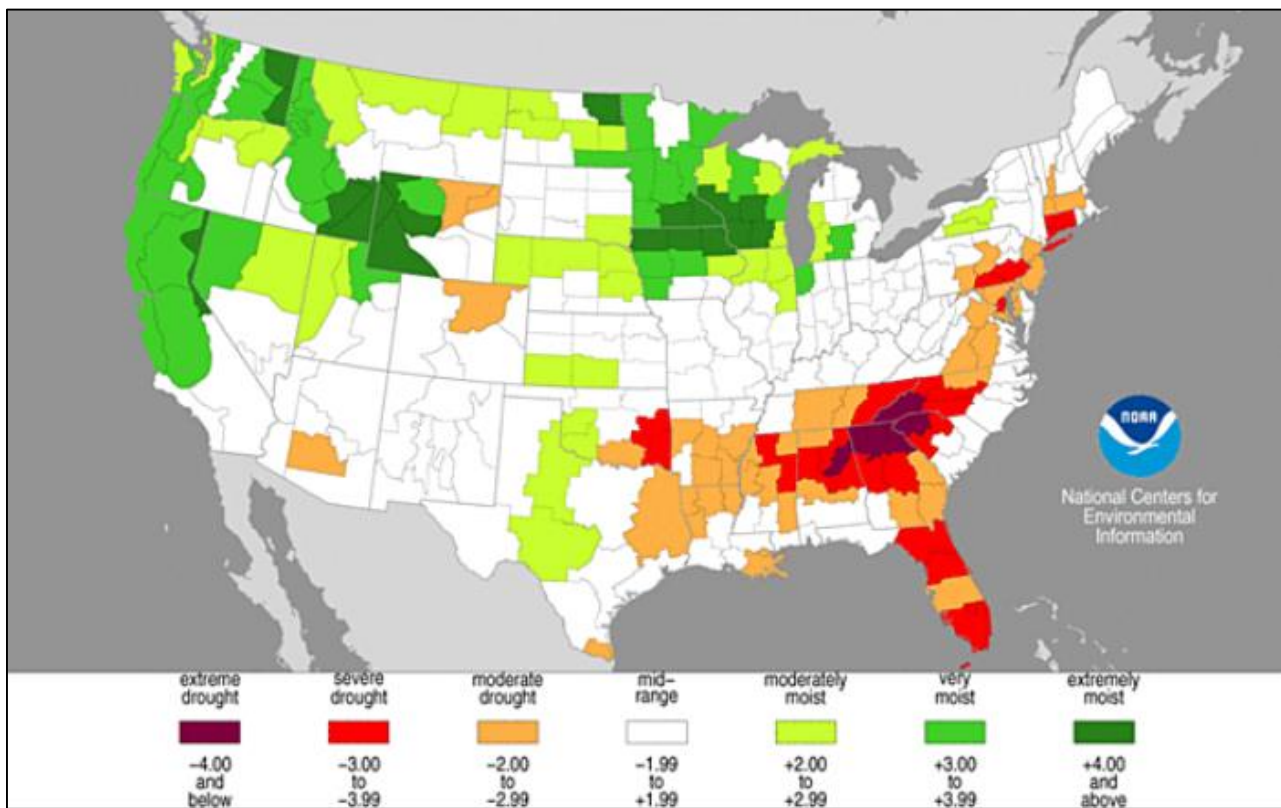 NOAA
National Centers for
Environmental
Information
extreme drought
severe drought
moderate drought
mid–range
moderately moist
very moist
extremely moist
−4.00 and below
−3.00 to −3.99
−2.00 to −2.99
−1.99 to +1.99
+2.00 to +2.99
+3.00 to +3.99
+4.00 and above